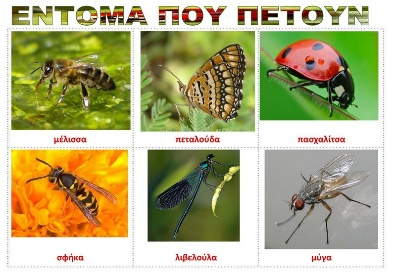 ΕΝΤΟΜΑ ΠΟΥ ΠΕΤΟΥΝ
μέλισσα
πεταλούδα
πασχαλίτσα
σφήκα
λιβελούλα
μύγα